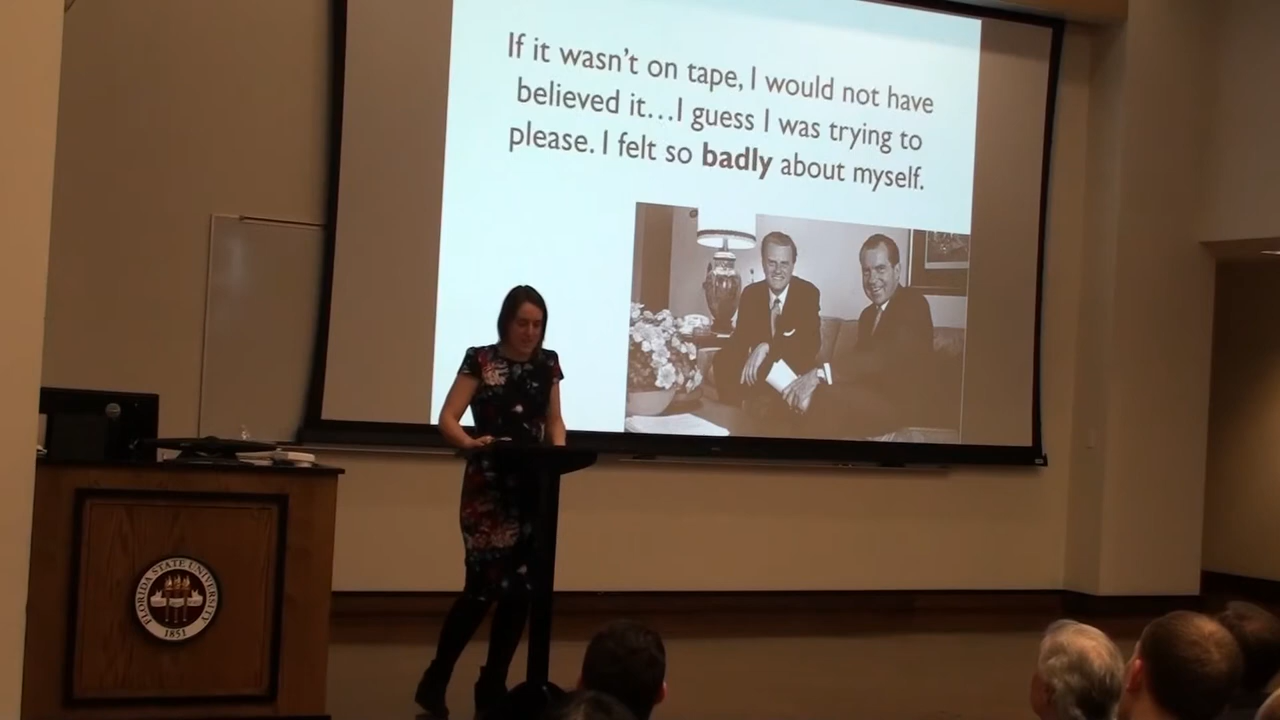 If it wasn't on tape, I would not have
believed it...I guess I was trying to
please. I felt so badly about myself.
FLORIDA STATE UNIVERSITY
1851